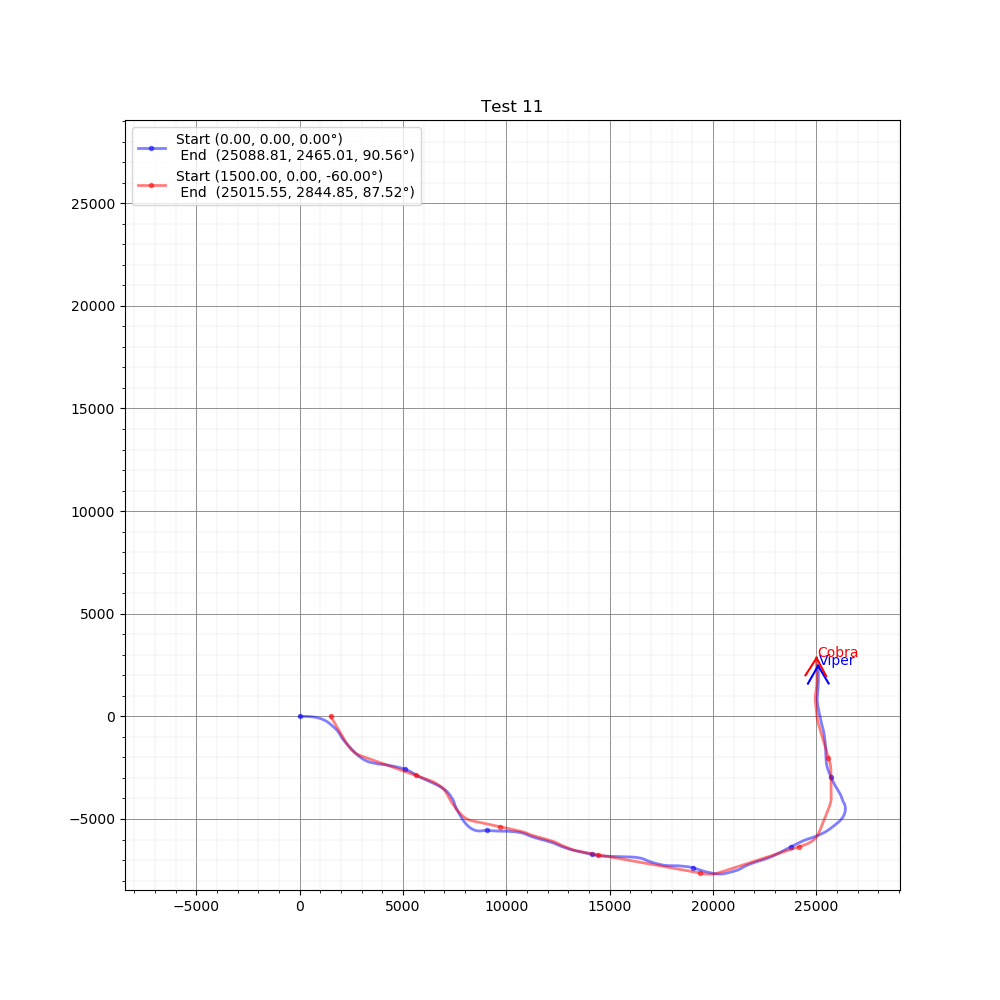 Test 11
Start (0.00, 0.00, 0.00°)
End  (25088.81, 2465.01, 90.56°)
Start (1500.00, 0.00, -60.00°)
End  (25015.55, 2844.85, 87.52°)
25000
20000
15000
10000
5000
0
−5000
Cobra
Viper
−5000 0 5000 10000 15000 20000 25000